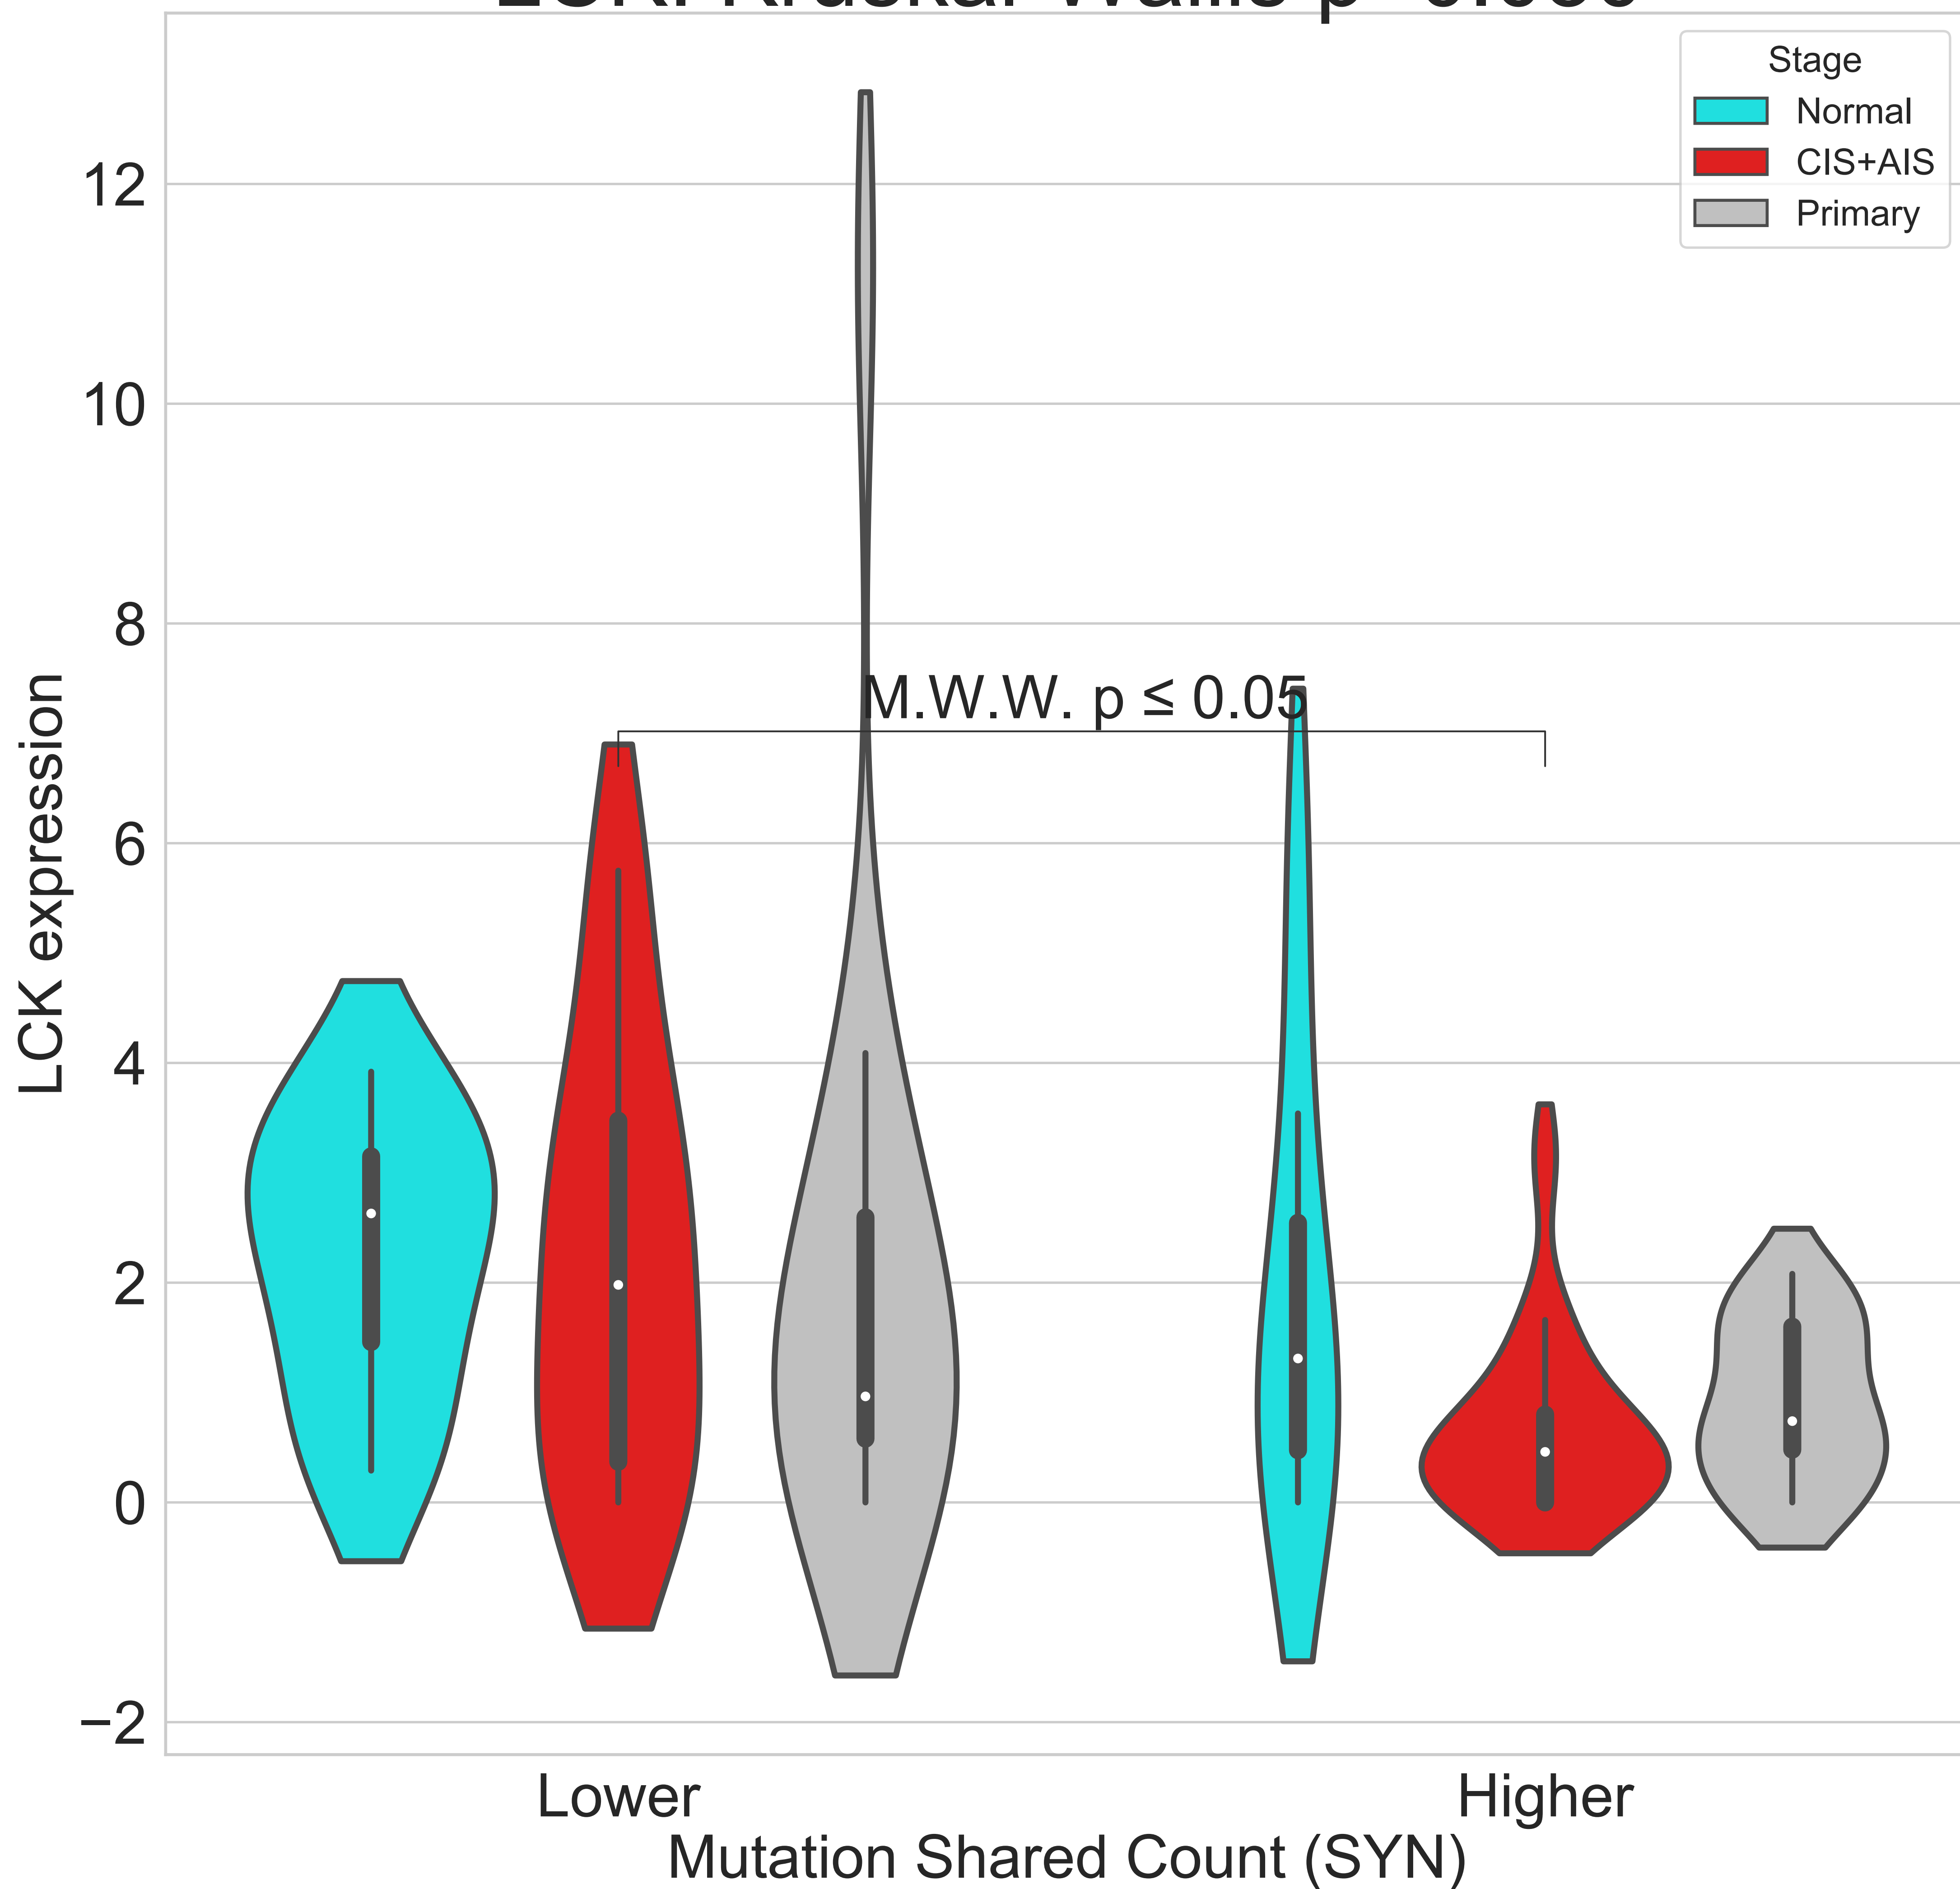 Stage
Normal
CIS+AIS
Primary
12
10
8
6
4
2
0
−2
LCK expression
M.W.W. p ≤ 0.05
Lower
Higher
Mutation Shared Count (SYN)